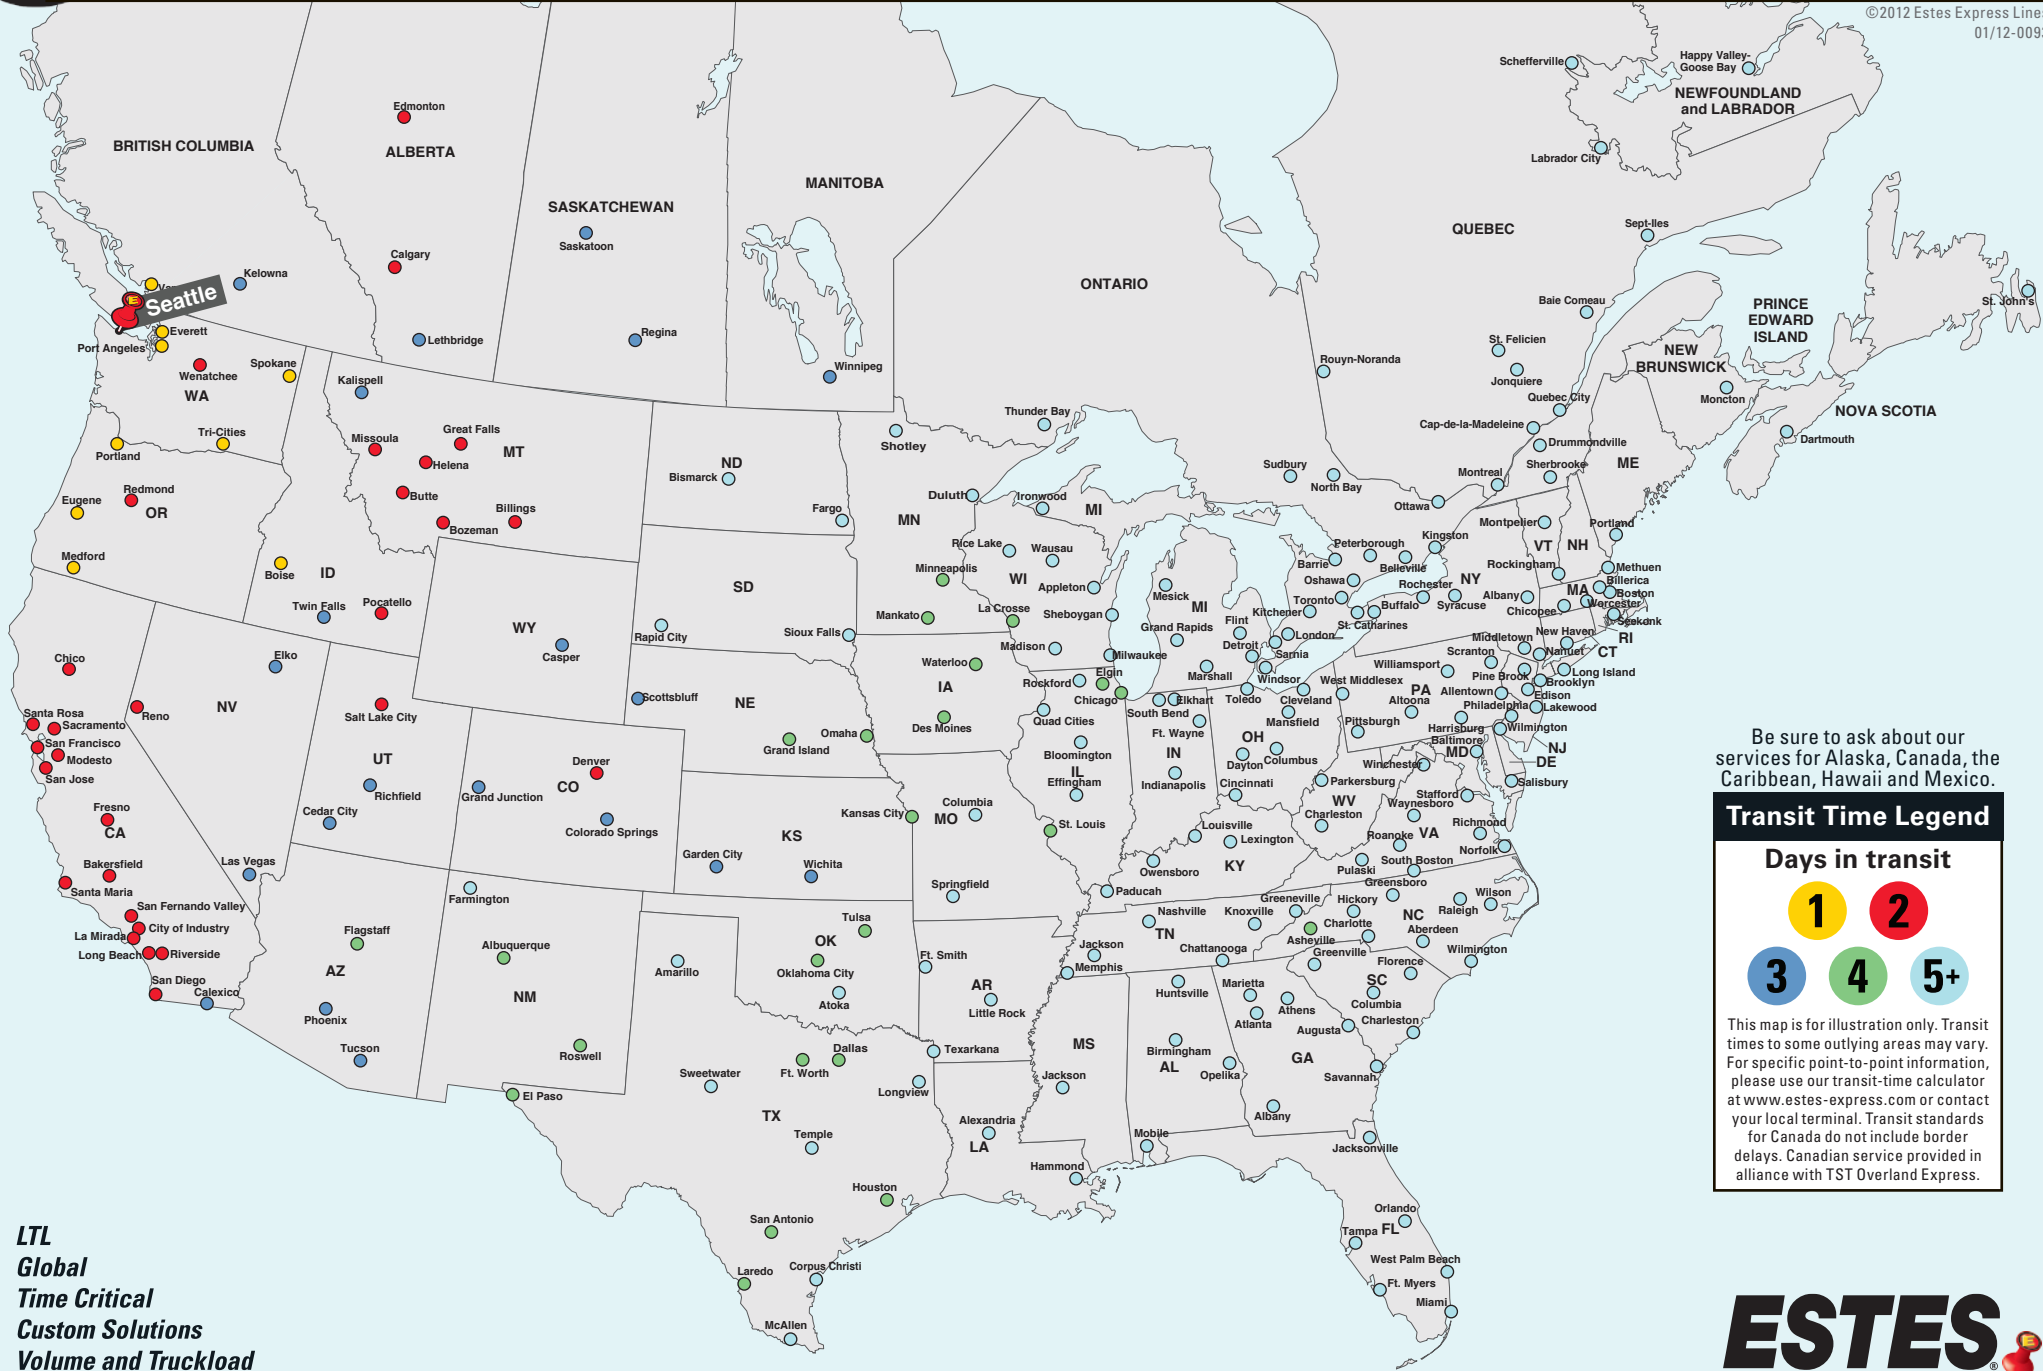 ©2012 Estes Express Line
01/12-009
Schefferville
Happy Valley-
Goose Bay
NEWFOUNDLAND
and LABRADOR
Labrador City
Edmonton
BRITISH COLUMBIA
ALBERTA
MANITOBA
SASKATCHEWAN
Saskatoon
QUEBEC
Sept-Iles
Calgary
Kelowna
Seattle
ONTARIO
Baie Comeau
PRINCE
EDWARD
ISLAND
St. John's
Everett
Port Angeles
Lethbridge
Regina
Winnipeg
Rouyn-Noranda
St. Felicien
Jonquiere
NEW
BRUNSWICK
Moncton
Wenatchee
Spokane
WA
Kalispell
Quebec City
NOVA SCOTIA
Dartmouth
Thunder Bay
Shotley
Cap-de-la-Madeleine
Drummondville
Portland
Tri-Cities
Missoula
Great Falls
MT
Helena
ND
Bismarck
Sudbury
North Bay
Montreal
Sherbrooke
ME
Eugene
Redmond
OR
Butte
Bozeman
Billings
Fargo
Duluth
Ironwood
MI
MN
Ottawa
Montpelier
Portland
VT
NH
Medford
Boise
ID
Twin Falls
Pocatello
SD
Rice Lake
Wausau
Minneapolis
WI
Appleton
Mankato
La Crosse
Sheboygan
Mesick
MI
Grand Rapids
Flint
Detroit
Barrie
Peterborough
Belleville
Kingston
Oshawa
Toronto
Kitchener
St. Catharines
London
Sarnia
Windsor
Rochester
Buffalo
Syracuse
NY
Albany
Rockingham
Methuen
Billerica
Boston
MA
Worcester
Chicopee
Seekonk
RI
CT
New Haven
Middletown
Nanuet
WY
Casper
Rapid City
Sioux Falls
Madison
Milwaukee
Marshall
Chico
Elko
Scottsbluff
Waterloo
IA
Rockford
Elgin
Chicago
South Bend
Elkhart
Toledo
Cleveland
West Middlesex
Williamsport
Scranton
Pine Brook
Long Island
Brooklyn
Edison
Lakewood
PA
Altoona
Allentown
Philadelphia
Harrisburg
Wilmington
Santa Rosa
Sacramento
San Francisco
Modesto
San Jose
Reno
NV
Salt Lake City
UT
NE
Grand Island
Omaha
Des Moines
Quad Cities
Bloomington
IL
Effingham
Ft. Wayne
IN
Indianapolis
OH
Mansfield
Dayton
Columbus
Cincinnati
Pittsburgh
Baltimore
MD
NJ
DE
Salisbury
Winchester
Parkersburg
WV
Charleston
Stafford
Waynesboro
Richmond
VA
Roanoke
Norfolk
Pulaski
South Boston
Fresno
CA
Richfield
Cedar City
Grand Junction
Denver
CO
Colorado Springs
Kansas City
MO
Columbia
St. Louis
Louisville
Lexington
KY
Owensboro
Bakersfield
Santa Maria
Las Vegas
KS
Garden City
Wichita
Springfield
Paducah
Farmington
San Fernando Valley
City of Industry
La Mirada
Long Beach
Riverside
San Diego
Calexico
Flagstaff
AZ
Phoenix
Tucson
Albuquerque
NM
Roswell
El Paso
Amarillo
Tulsa
OK
Oklahoma City
Atoka
Ft. Smith
AR
Little Rock
Jackson
Memphis
Nashville
TN
Knoxville
Chattanooga
Greeneville
Asheville
Hickory
Greensboro
Charlotte
NC
Raleigh
Wilson
Aberdeen
Wilmington
Greenville
Florence
SC
Columbia
Charleston
Huntsville
Marietta
Atlanta
Athens
Augusta
GA
Savannah
Dallas
Ft. Worth
Texarkana
Longview
Sweetwater
TX
Temple
MS
Jackson
Birmingham
AL
Opelika
Albany
Alexandria
LA
Hammond
Mobile
Jacksonville
Houston
San Antonio
Laredo
Corpus Christi
McAllen
Orlando
Tampa
FL
West Palm Beach
Ft. Myers
Miami
Be sure to ask about our
services for Alaska, Canada, the
Caribbean, Hawaii and Mexico.
Transit Time Legend
Days in transit
1 2
3 4 5+
This map is for illustration only. Transit
times to some outlying areas may vary.
For specific point-to-point information,
please use our transit-time calculator
at www.estes-express.com or contact
your local terminal. Transit standards
for Canada do not include border
delays. Canadian service provided in
alliance with TST Overland Express.
LTL
Global
Time Critical
Custom Solutions
Volume and Truckload
ESTES®